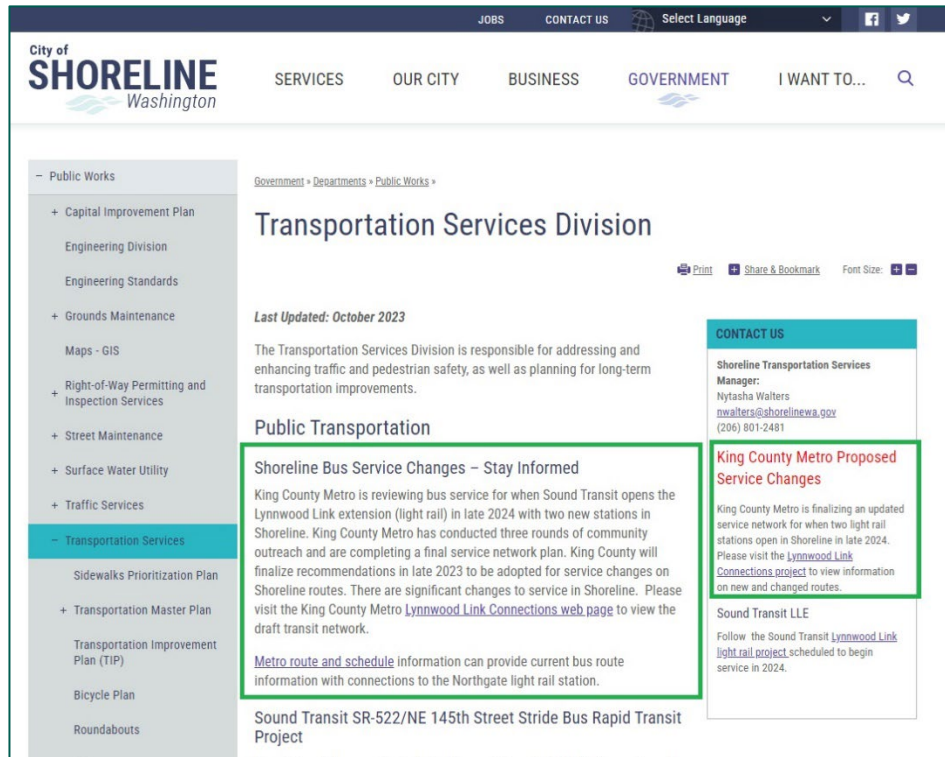 JOBS CONTACT US Select Language
City of
SHORELINE
Washington
SERVICES OUR CITY BUSINESS GOVERNMENT I WANT TO...
− Public Works
+ Capital Improvement Plan
Engineering Division
Engineering Standards
+ Grounds Maintenance
Maps - GIS
+ Right-of-Way Permitting and
Inspection Services
+ Street Maintenance
+ Surface Water Utility
+ Traffic Services
− Transportation Services
Sidewalks Prioritization Plan
+ Transportation Master Plan
Transportation Improvement
Plan (TIP)
Bicycle Plan
Roundabouts
Government » Departments » Public Works »
Transportation Services Division
Print Share & Bookmark Font Size: + −
Last Updated: October 2023
The Transportation Services Division is responsible for addressing and
enhancing traffic and pedestrian safety, as well as planning for long-term
transportation improvements.
Public Transportation
Shoreline Bus Service Changes – Stay Informed
King County Metro is reviewing bus service for when Sound Transit opens the
Lynnwood Link extension (light rail) in late 2024 with two new stations in
Shoreline. King County Metro has conducted three rounds of community
outreach and are completing a final service network plan. King County will
finalize recommendations in late 2023 to be adopted for service changes on
Shoreline routes. There are significant changes to service in Shoreline. Please
visit the King County Metro Lynnwood Link Connections web page to view the
draft transit network.
Metro route and schedule information can provide current bus route
information with connections to the Northgate light rail station.
Sound Transit SR-522/NE 145th Street Stride Bus Rapid Transit
Project
CONTACT US
Shoreline Transportation Services
Manager:
Nytasha Walters
nwalters@shorelinewa.gov
(206) 801-2481
King County Metro Proposed
Service Changes
King County Metro is finalizing an updated
service network for when two light rail
stations open in Shoreline in late 2024.
Please visit the Lynnwood Link
Connections project to view information
on new and changed routes.
Sound Transit LLE
Follow the Sound Transit Lynnwood Link
light rail project scheduled to begin
service in 2024.